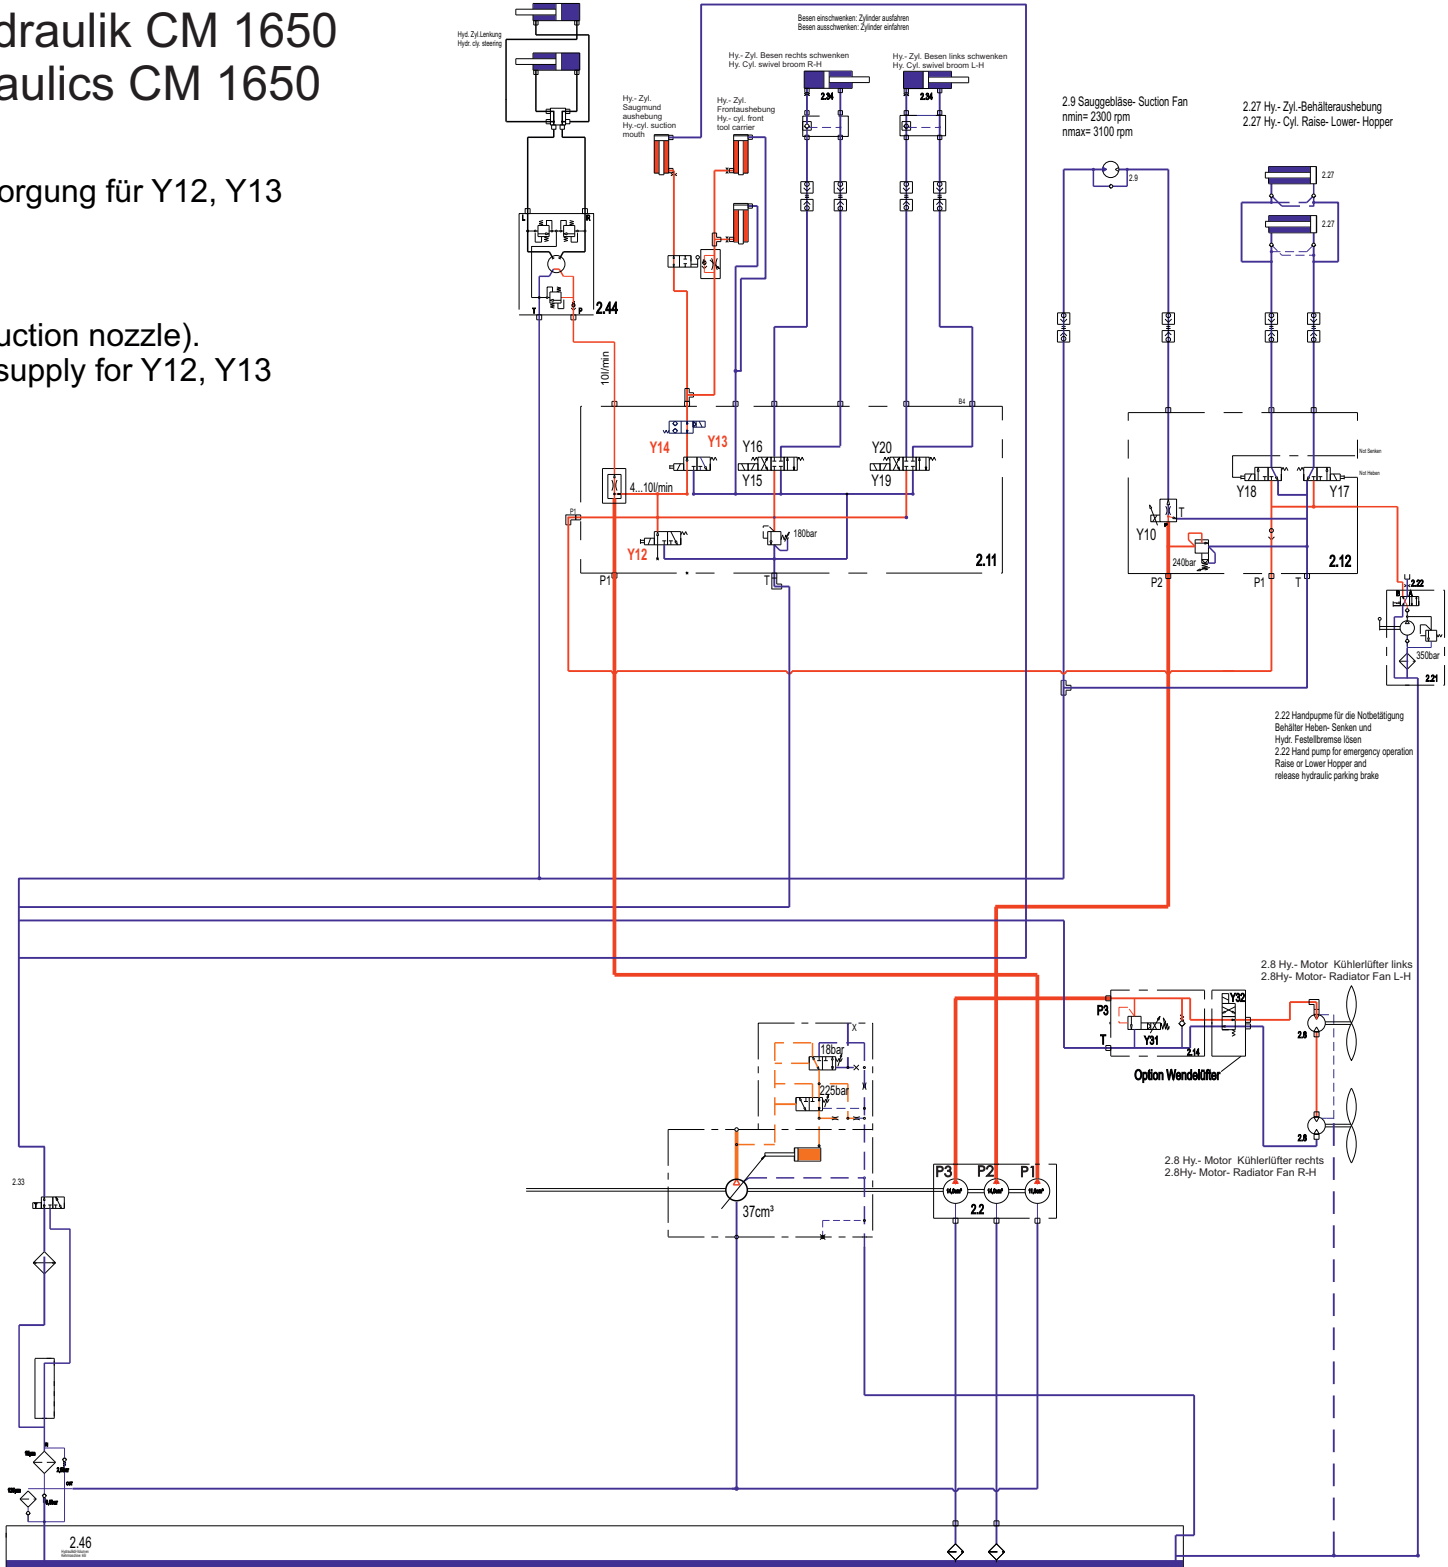 draulik CM 1650
aulics CM 1650
orgung für Y12, Y13
uction nozzle).
supply for Y12, Y13
Hyd. Zyl.Lenkung
Hydr. cly. steering
Besen einschwenken: Zylinder ausfahren
Besen ausschwenken: Zylinder einfahren
Hy.- Zyl. Besen rechts schwenken
Hy. Cyl. swivel broom R-H
Hy.- Zyl. Besen links schwenken
Hy. Cyl. swivel broom L-H
2.34
2.34
Hy.- Zyl.
Saugmund
aushebung
Hy.-cyl. suction
mouth
Hy.- Zyl.
Frontaushebung
Hy.- cyl. front
tool carrier
2.9 Sauggebläse- Suction Fan
nmin= 2300 rpm
nmax= 3100 rpm
2.27 Hy.- Zyl.-Behälteraushebung
2.27 Hy.- Cyl. Raise- Lower- Hopper
2.9
2.27
2.27
L
R
T
P
2.44
10l/min
B4
Y14
Y13
Y16
Y15
Y20
Y19
4...10l/min
P1
Y12
180bar
2.11
P1
T
Not Senken
Not Heben
Y18
Y17
Y10
T
240bar
2.12
P2
P1
T
2.22
350bar
2.21
2.22 Handpupme für die Notbetätigung
Behälter Heben- Senken und
Hydr. Festellbremse lösen
2.22 Hand pump for emergency operation
Raise or Lower Hopper and
release hydraulic parking brake
2.8 Hy.- Motor Kühlerlüfter links
2.8Hy- Motor- Radiator Fan L-H
P3
T
Y31
2.14
Y32
2.8
Option Wendelüfter
2.8
2.8 Hy.- Motor Kühlerlüfter rechts
2.8Hy- Motor- Radiator Fan R-H
X
18bar
225bar
37cm³
P3
P2
P1
2.2
2.33
2.46